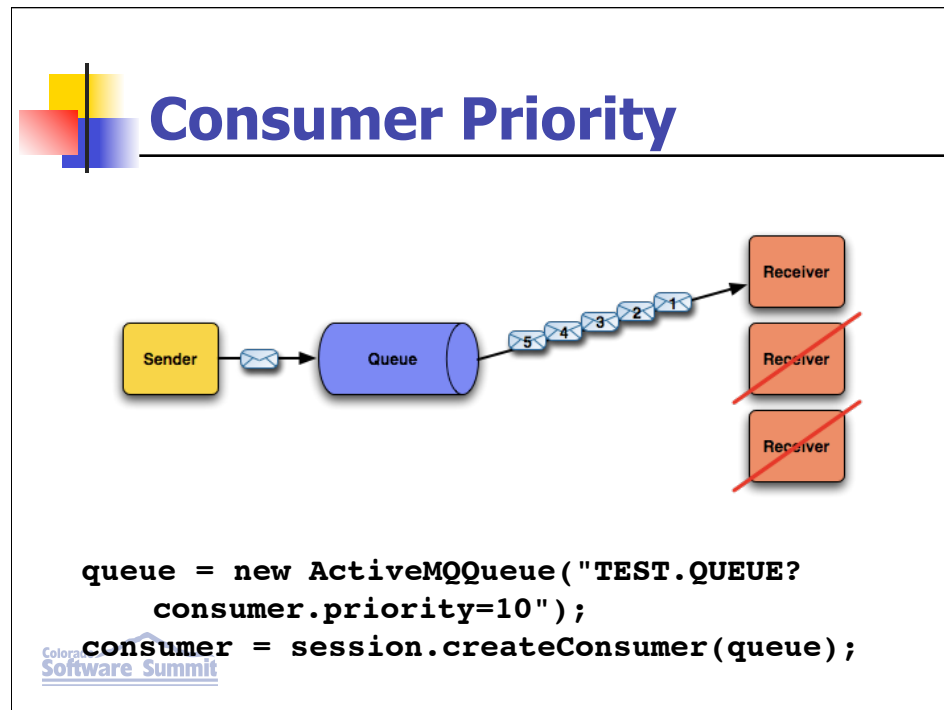 Consumer Priority
Sender
Queue
5
4
3
2
1
Receiver
Receiver
Receiver
queue = new ActiveMQQueue("TEST.QUEUE?
consumer.priority=10");
consumer = session.createConsumer(queue);
Colorado
Software Summit